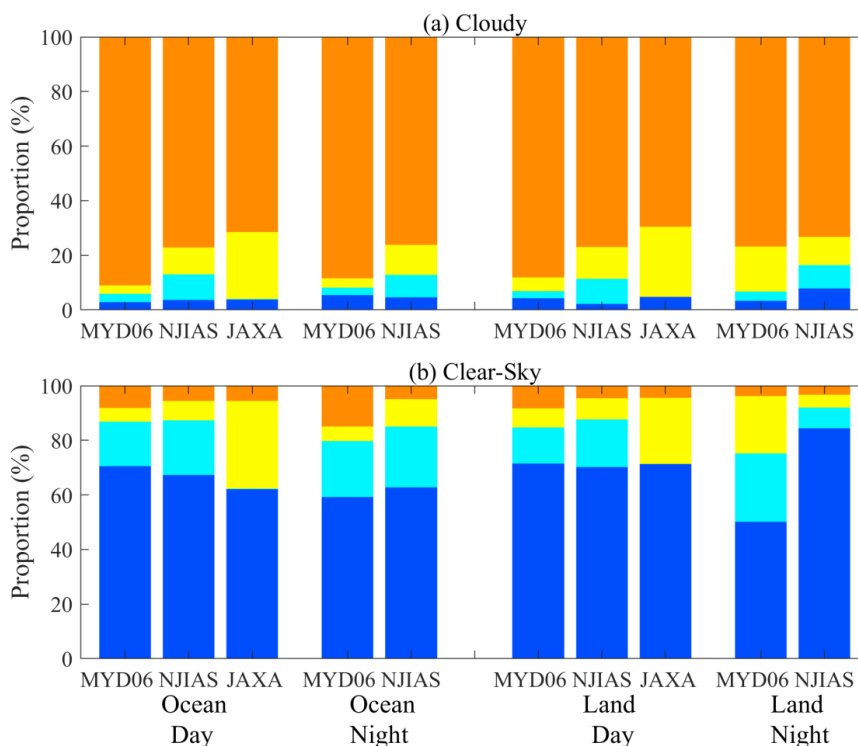 (a) Cloudy
Proportion (%)
100
80
60
40
20
0
MYD06 NJIAS JAXA MYD06 NJIAS MYD06 NJIAS JAXA MYD06 NJIAS
(b) Clear-Sky
Proportion (%)
100
80
60
40
20
0
MYD06 NJIAS JAXA MYD06 NJIAS MYD06 NJIAS JAXA MYD06 NJIAS
Ocean Ocean Land Land
Day Night Day Night